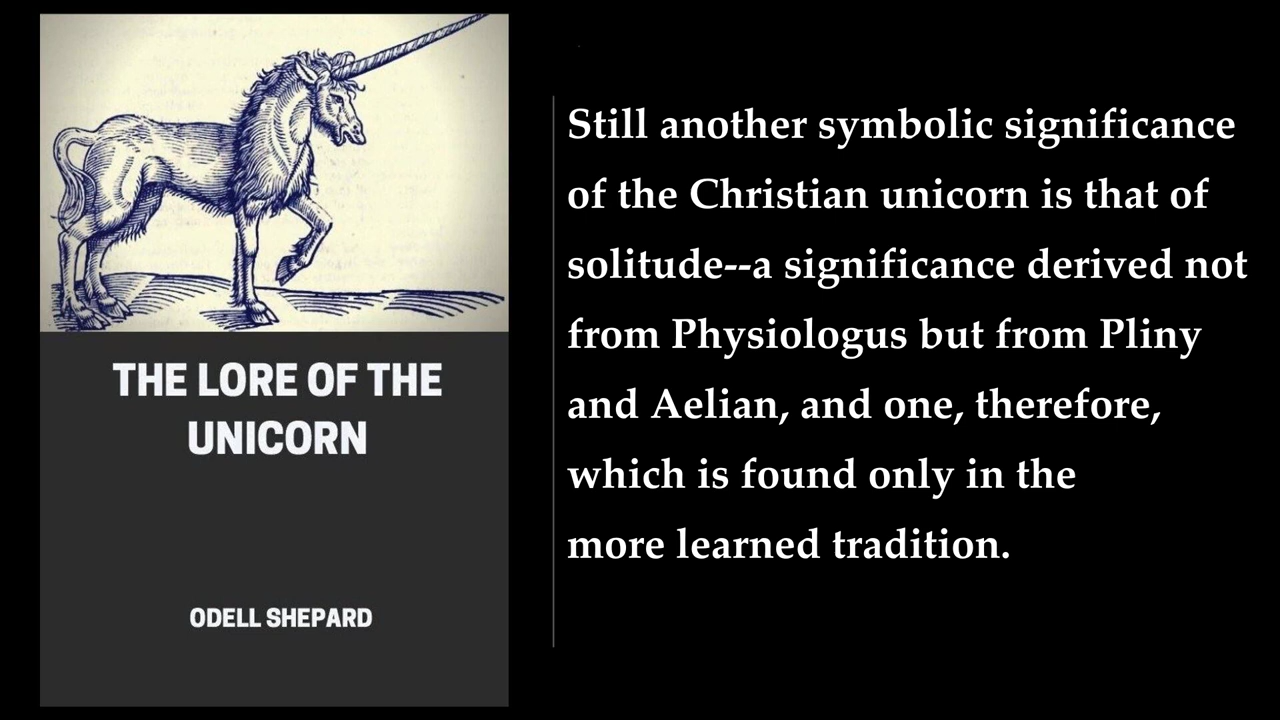 THE LORE OF THE
UNICORN
ODELL SHEPARD
Still another symbolic significance
of the Christian unicorn is that of
solitude--a significance derived not
from Physiologus but from Pliny
and Aelian, and one, therefore,
which is found only in the
more learned tradition.